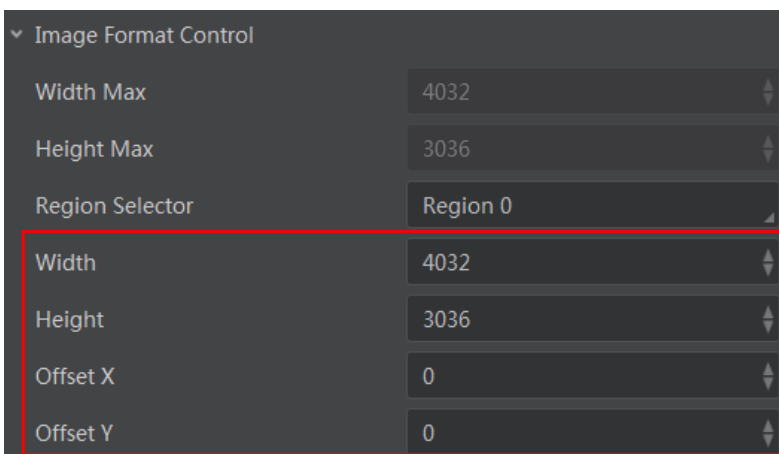 Image Format Control
Width Max 4032
Height Max 3036
Region Selector Region 0
Width 4032
Height 3036
Offset X 0
Offset Y 0